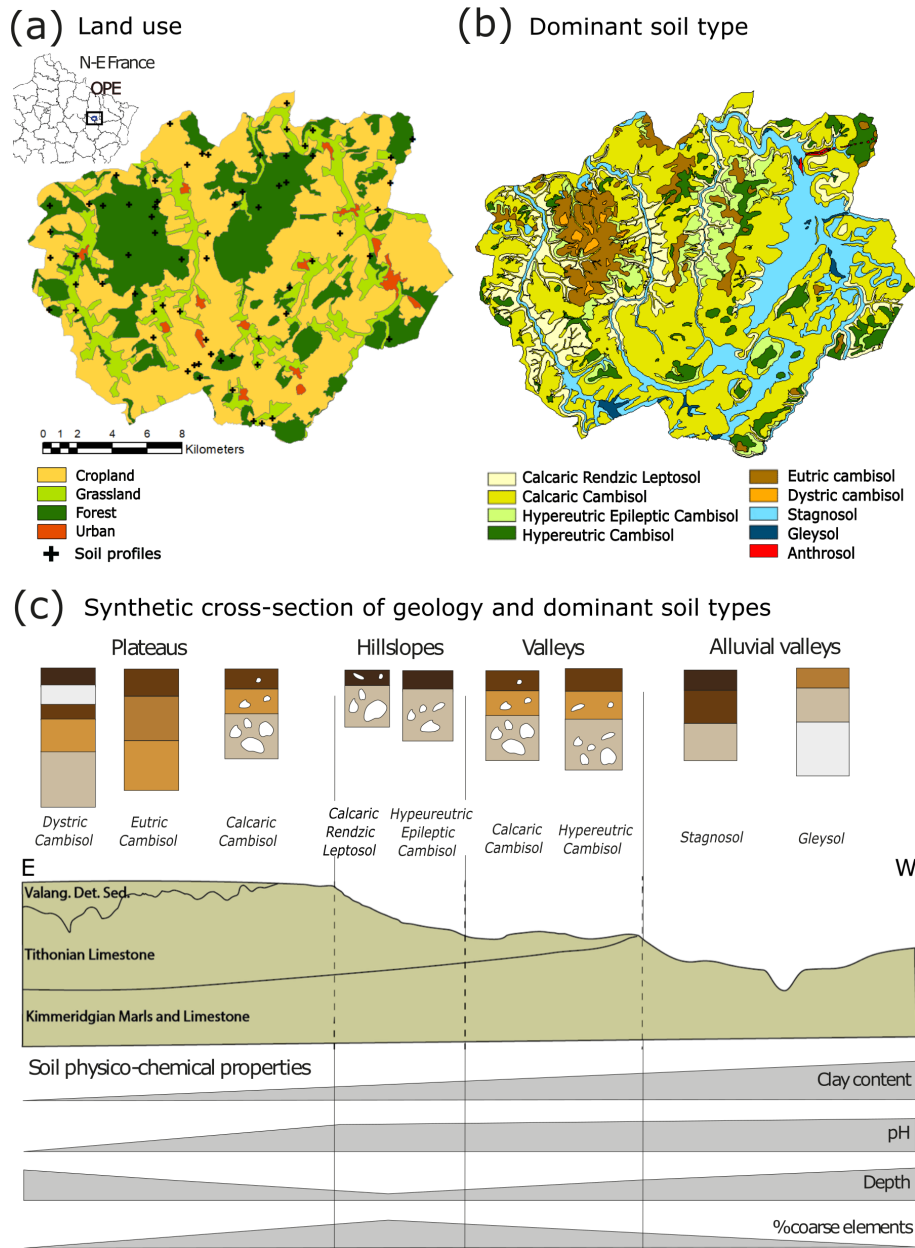 (a) Land use
N-E France
OPE
0 1 2 4 6 8
Kilometers
Cropland
Grassland
Forest
Urban
Soil profiles
(b) Dominant soil type
Calcaric Rendzic Leptosol
Calcaric Cambisol
Hypereutric Epileptic Cambisol
Hypereutric Cambisol
Eutric cambisol
Dystric cambisol
Stagnosol
Gleysol
Anthrosol
(c) Synthetic cross-section of geology and dominant soil types
Plateaus
Hillslopes
Valleys
Alluvial valleys
Dystric
Cambisol
Eutric
Cambisol
Calcaric
Cambisol
Calcaric
Rendzic
Leptosol
Hypeureutric
Epileptic
Cambisol
Calcaric
Cambisol
Hypereutric
Cambisol
Stagnosol
Gleysol
E
W
Valang. Det. Sed.
Tithonian Limestone
Kimmeridgian Marls and Limestone
Soil physico-chemical properties
Clay content
pH
Depth
%coarse elements